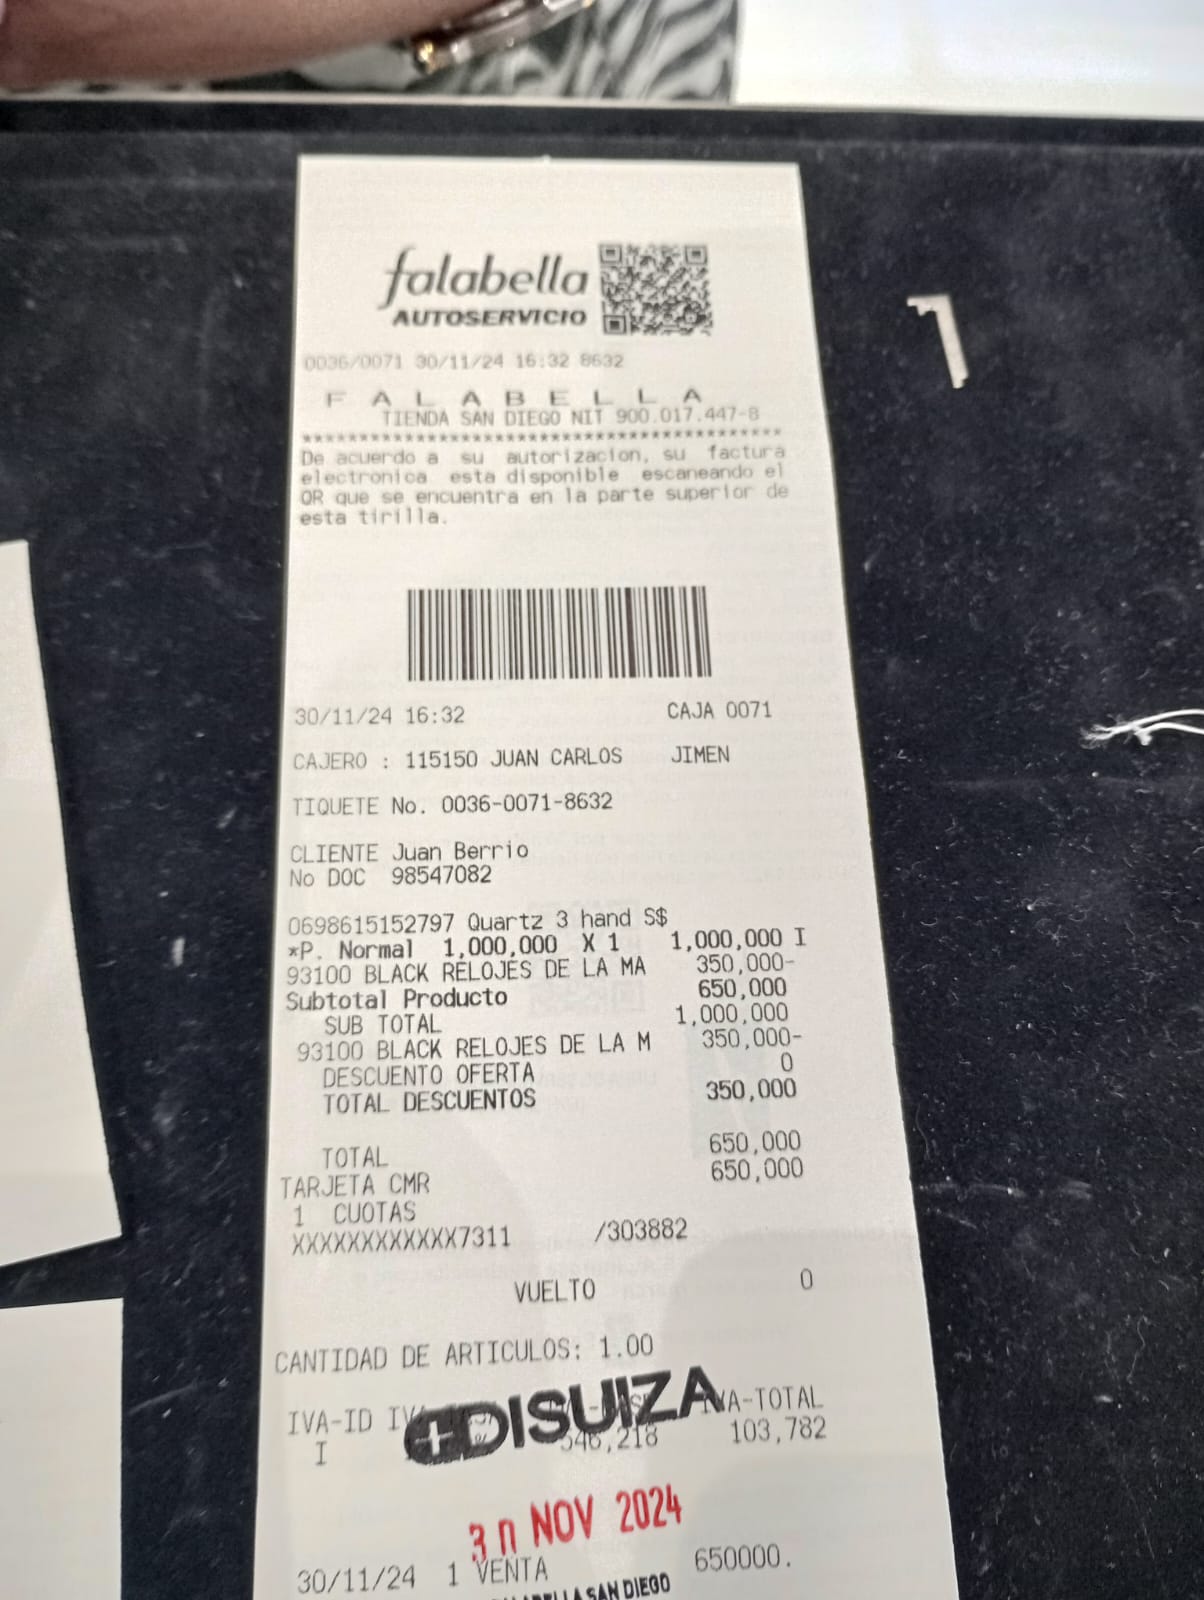 falabella
AUTOSERVICIO
0036/0071 30/11/24 16:32 8632
F A L A B E L L A
TIENDA SAN DIEGO NIT 900.017.447-8
******************************************
De acuerdo a su autorizacion, su factura
electronica esta disponible escaneando el
QR que se encuentra en la parte superior de
esta tirilla.
30/11/24 16:32 CAJA 0071
CAJERO : 115150 JUAN CARLOS JIMEN
TIQUETE No. 0036-0071-8632
CLIENTE Juan Berrio
No DOC 98547082
0698615152797 Quartz 3 hand S$
*P. Normal 1,000,000 X 1 1,000,000 I
93100 BLACK RELOJES DE LA MA 350,000-
Subtotal Producto 650,000
SUB TOTAL 1,000,000
93100 BLACK RELOJES DE LA M 350,000-
DESCUENTO OFERTA 0
TOTAL DESCUENTOS 350,000
TOTAL 650,000
TARJETA CMR 650,000
1 CUOTAS
XXXXXXXXXXXX7311 /303882
VUELTO 0
CANTIDAD DE ARTICULOS: 1.00
DISUIZA
IVA-ID IVA-TOTAL
I 546,218 103,782
30 NOV 2024
30/11/24 1 VENTA 650000.
FALABELLA SAN DIEGO